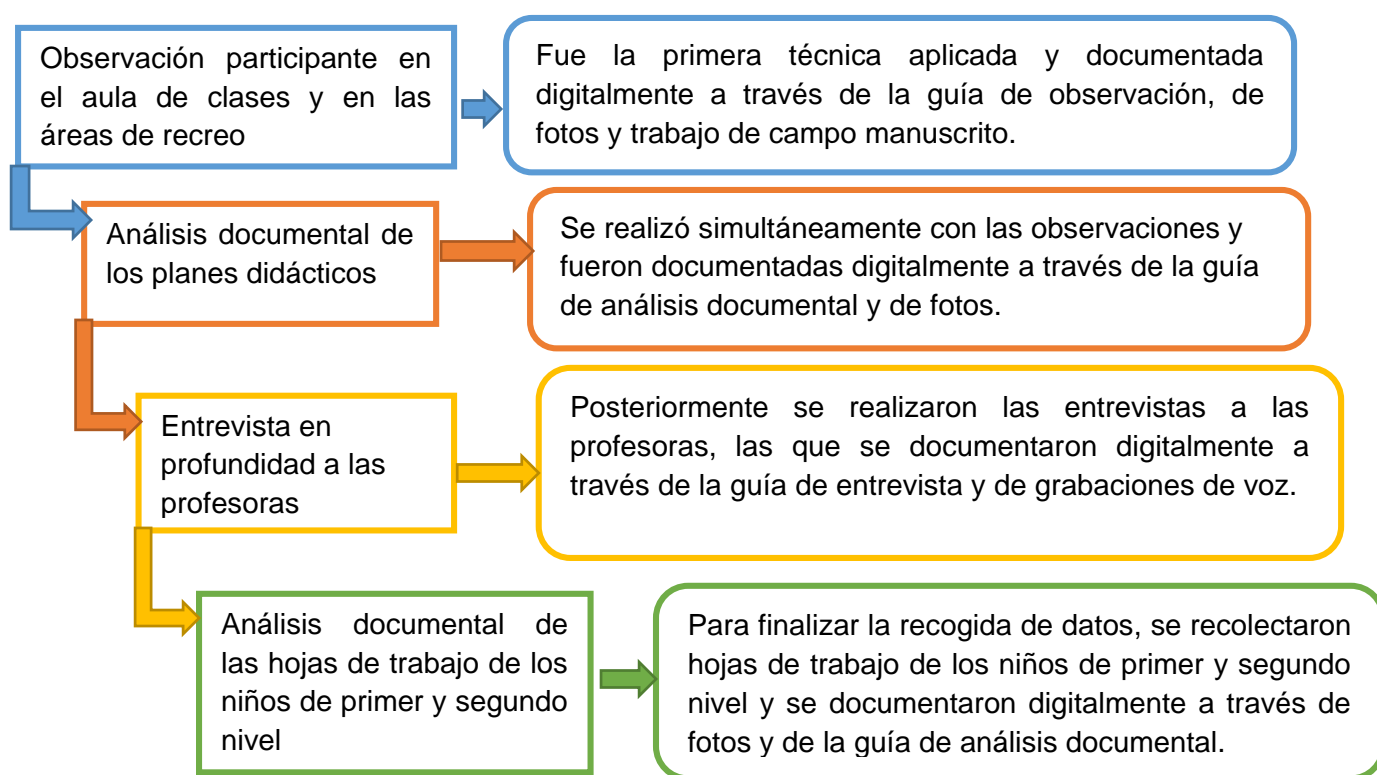 Observación participante en
el aula de clases y en las
áreas de recreo
Fue la primera técnica aplicada y documentada
digitalmente a través de la guía de observación, de
fotos y trabajo de campo manuscrito.
Análisis documental de
los planes didácticos
Se realizó simultáneamente con las observaciones y
fueron documentadas digitalmente a través de la guía
de análisis documental y de fotos.
Entrevista en
profundidad a las
profesoras
Posteriormente se realizaron las entrevistas a las
profesoras, las que se documentaron digitalmente a
través de la guía de entrevista y de grabaciones de voz.
Análisis documental de
las hojas de trabajo de los
niños de primer y segundo
nivel
Para finalizar la recogida de datos, se recolectaron
hojas de trabajo de los niños de primer y segundo
nivel y se documentaron digitalmente a través de
fotos y de la guía de análisis documental.